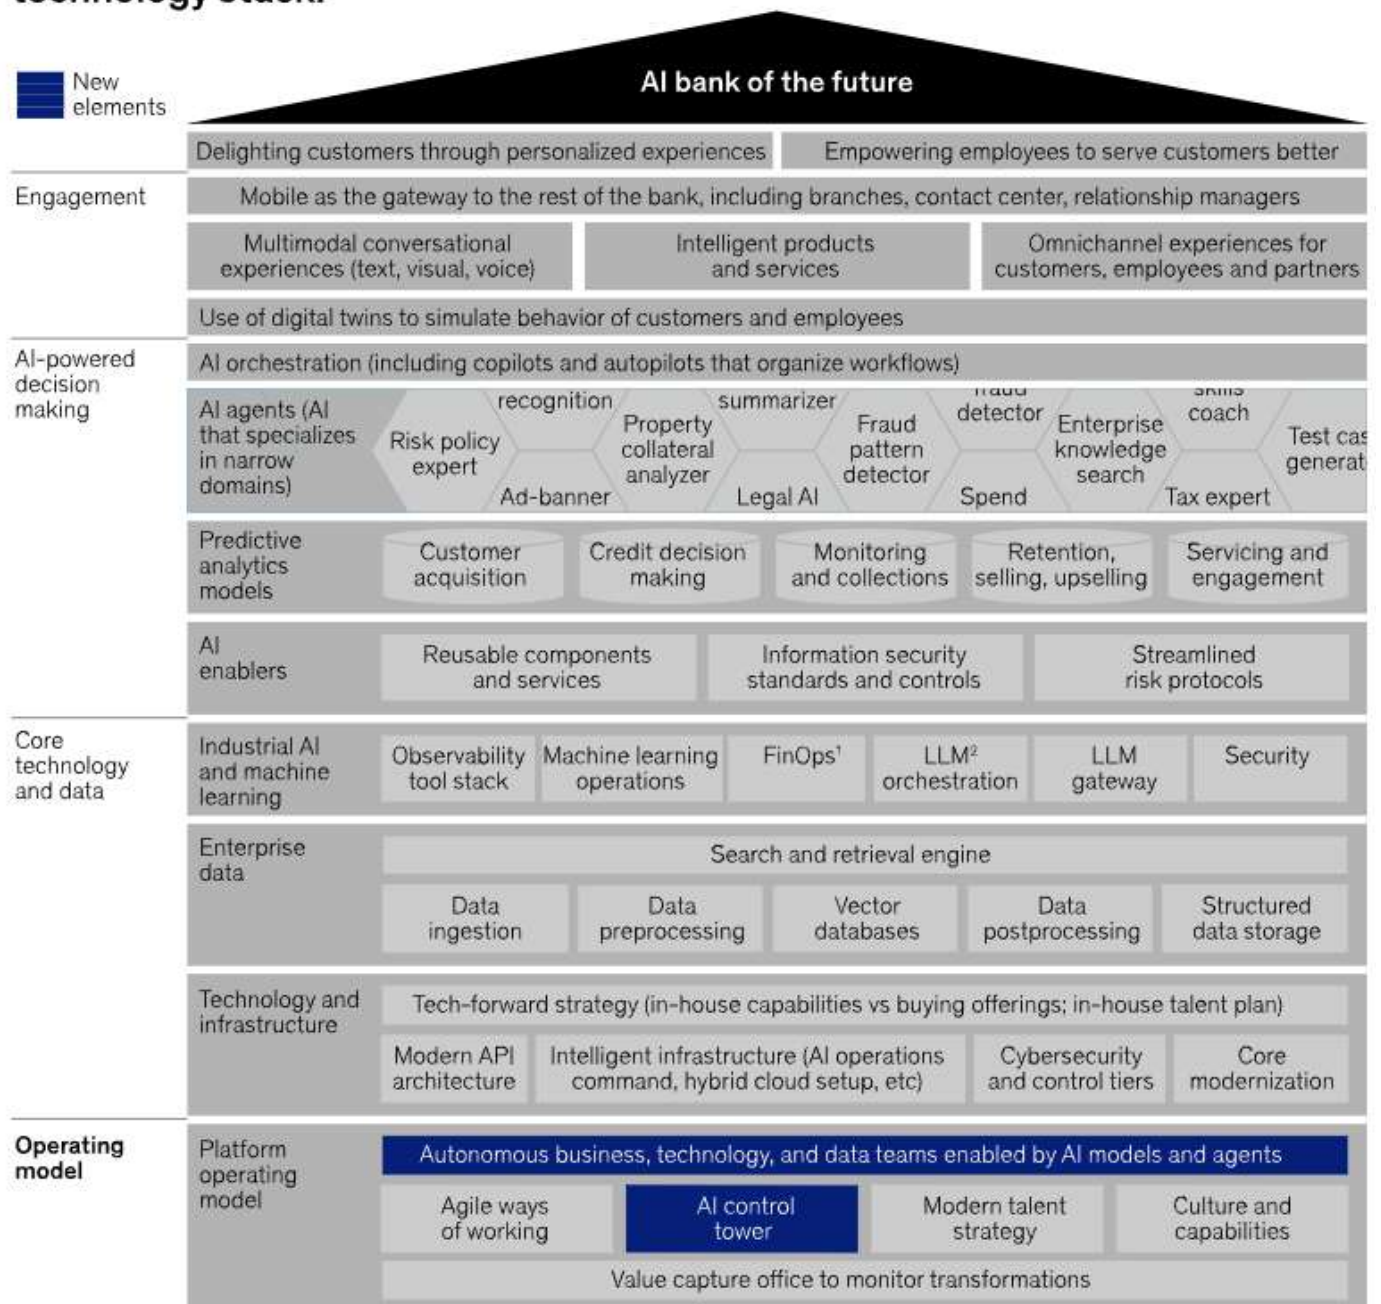 technology stack.
New
elements
AI bank of the future
Delighting customers through personalized experiences
Empowering employees to serve customers better
Engagement
Mobile as the gateway to the rest of the bank, including branches, contact center, relationship managers
Multimodal conversational
experiences (text, visual, voice)
Intelligent products
and services
Omnichannel experiences for
customers, employees and partners
Use of digital twins to simulate behavior of customers and employees
AI-powered
decision
making
AI orchestration (including copilots and autopilots that organize workflows)
AI agents (AI
that specializes
in narrow
domains)
Risk policy
expert
recognition
Ad-banner
Property
collateral
analyzer
summarizer
Legal AI
Fraud
pattern
detector
fraud
detector
Spend
Enterprise
knowledge
search
skills
coach
Tax expert
Test cas
generat
Predictive
analytics
models
Customer
acquisition
Credit decision
making
Monitoring
and collections
Retention,
selling, upselling
Servicing and
engagement
AI
enablers
Reusable components
and services
Information security
standards and controls
Streamlined
risk protocols
Core
technology
and data
Industrial AI
and machine
learning
Observability
tool stack
Machine learning
operations
FinOps¹
LLM²
orchestration
LLM
gateway
Security
Enterprise
data
Search and retrieval engine
Data
ingestion
Data
preprocessing
Vector
databases
Data
postprocessing
Structured
data storage
Technology and
infrastructure
Tech-forward strategy (in-house capabilities vs buying offerings; in-house talent plan)
Modern API
architecture
Intelligent infrastructure (AI operations
command, hybrid cloud setup, etc)
Cybersecurity
and control tiers
Core
modernization
Operating
model
Platform
operating
model
Autonomous business, technology, and data teams enabled by AI models and agents
Agile ways
of working
AI control
tower
Modern talent
strategy
Culture and
capabilities
Value capture office to monitor transformations